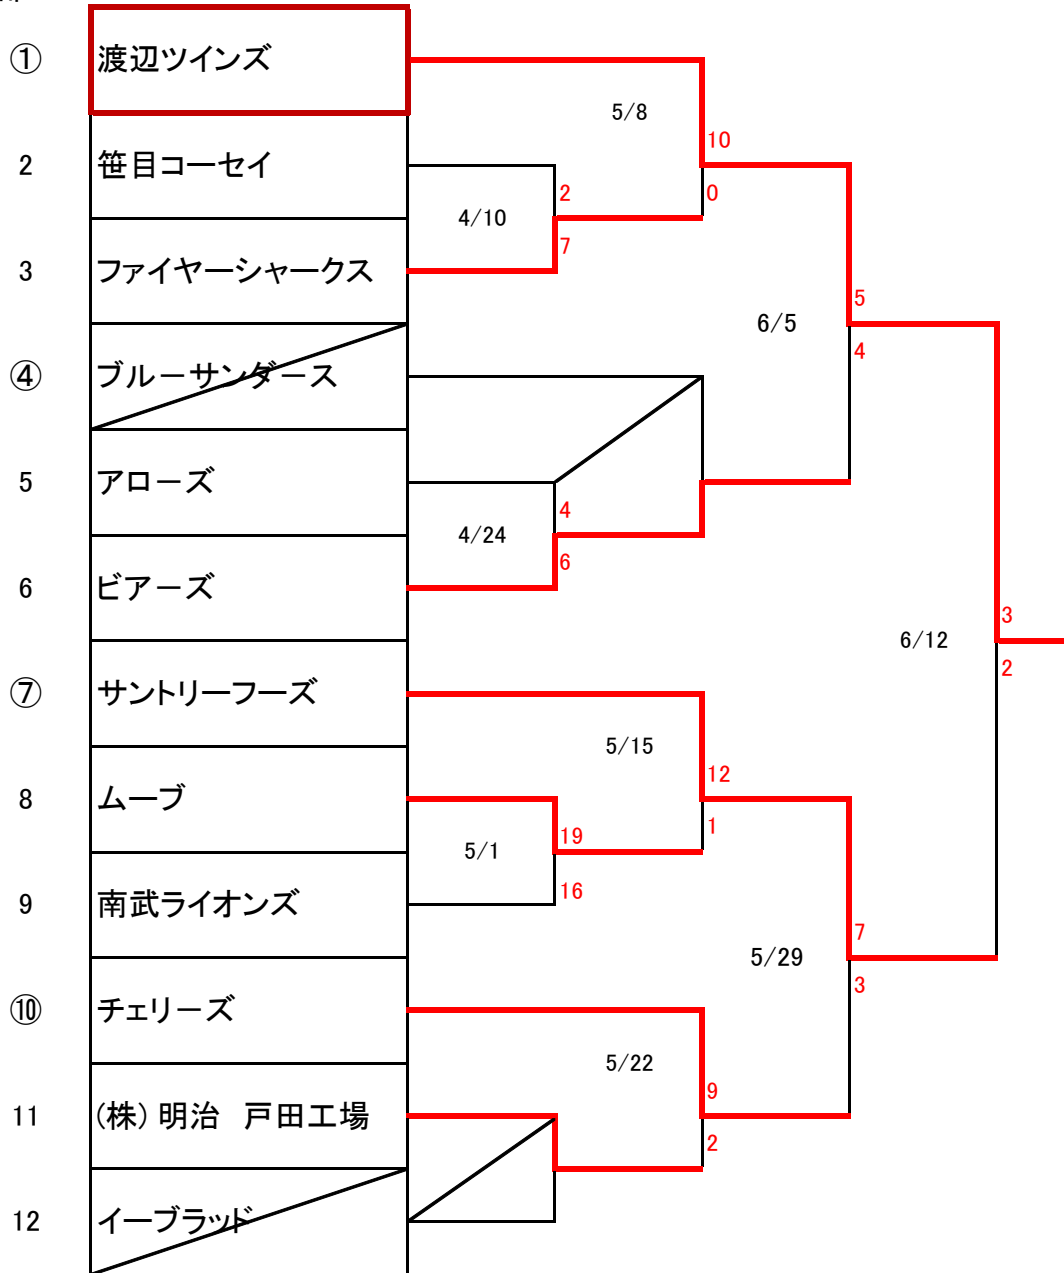 ① 渡辺ツインズ
5/8
10
2 笹目コーセイ
2
0
4/10
7
3 ファイヤーシャークス
5
6/5
4
④ ブルーサンダース
5 アローズ
4
4/24
6
6 ビアーズ
3
6/12
2
⑦ サントリーフーズ
5/15
12
8 ムーブ
1
19
5/1
16
9 南武ライオンズ
7
5/29
3
⑩ チェリーズ
5/22
9
11 (株)明治 戸田工場
2
12 イーブラッド